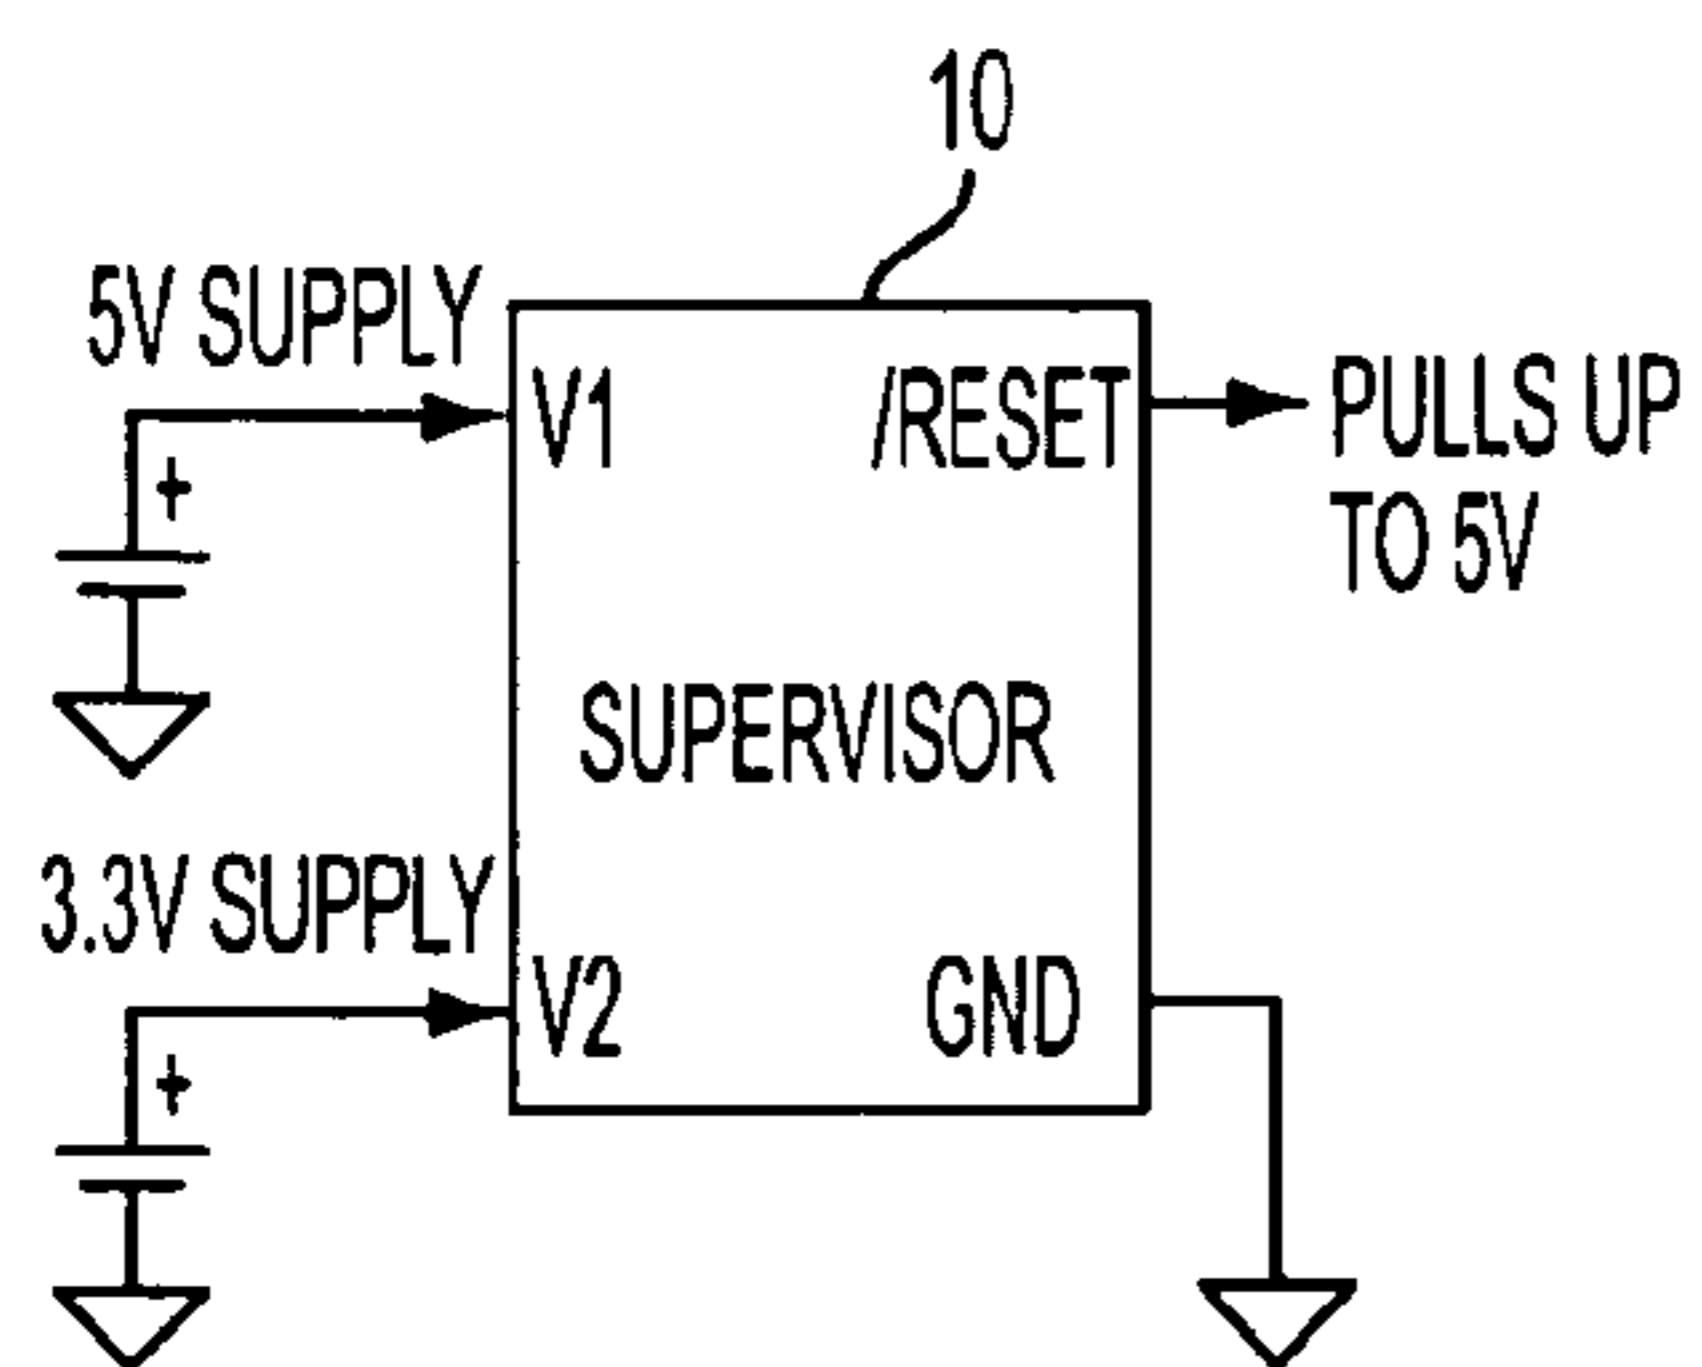 10
5V SUPPLY
V1
/RESET
PULLS UP
TO 5V
+
SUPERVISOR
3.3V SUPPLY
V2
GND
+